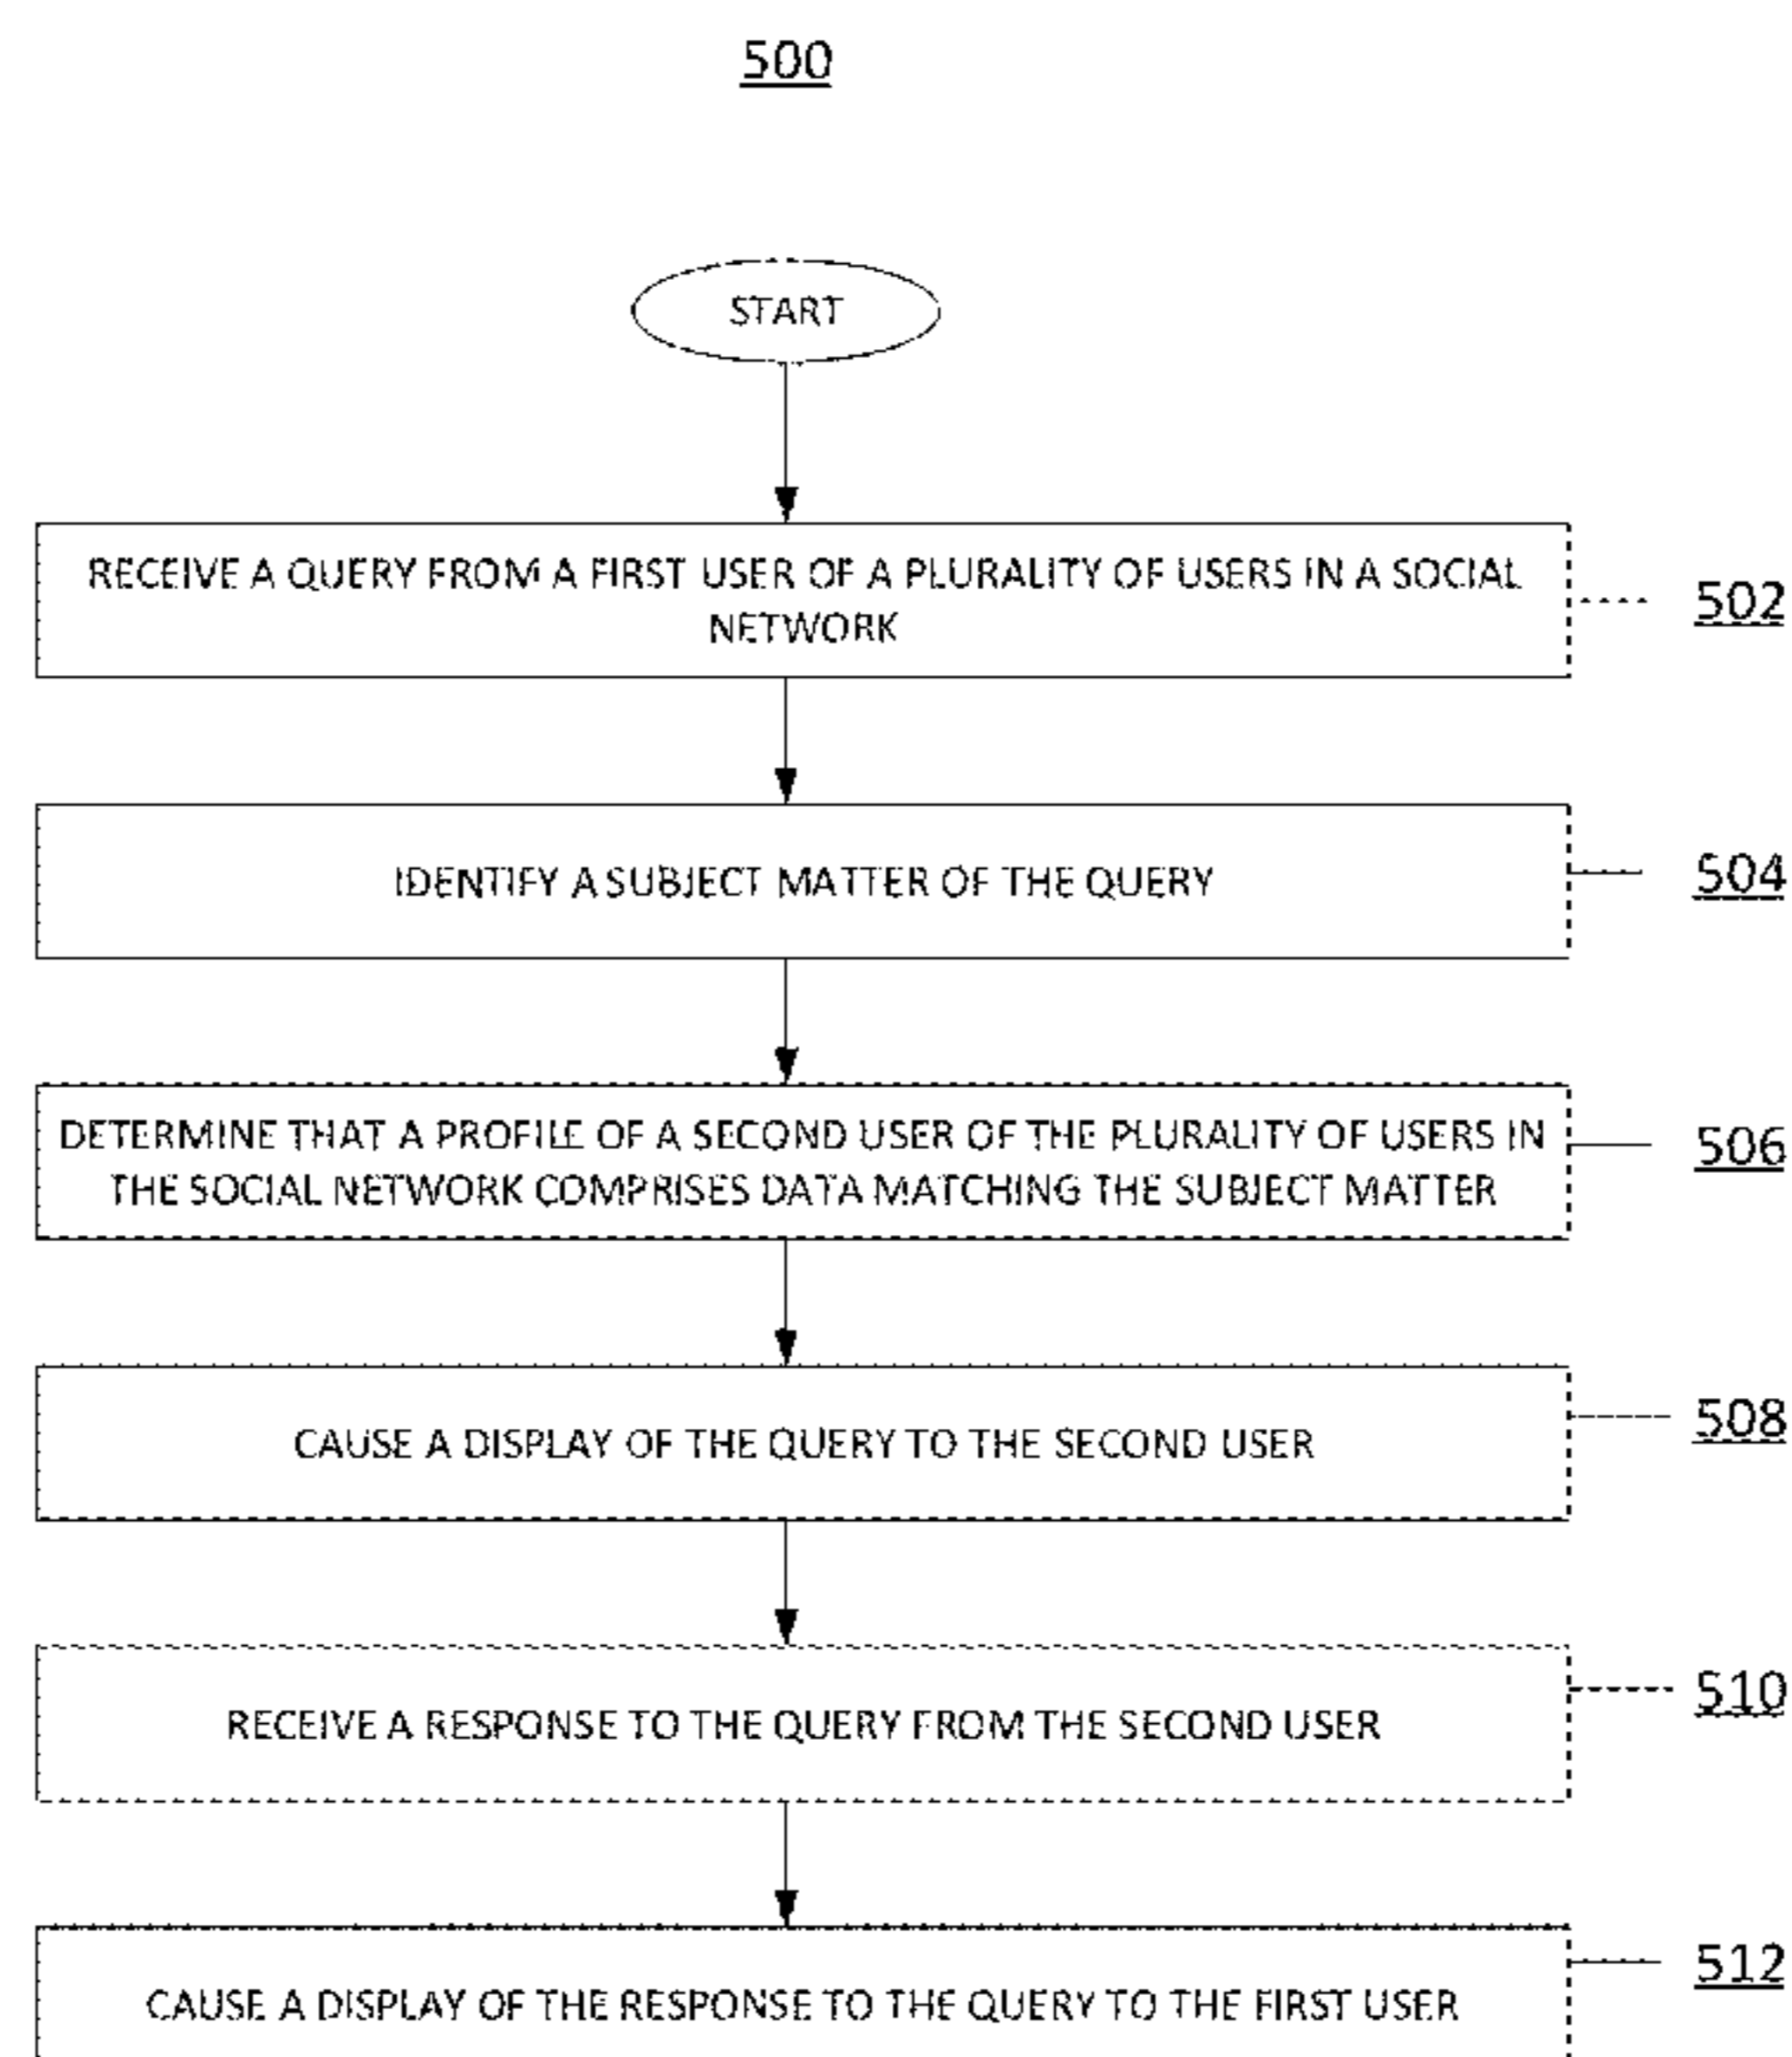 500
START
RECEIVE A QUERY FROM A FIRST USER OF A PLURALITY OF USERS IN A SOCIAL
NETWORK
502
IDENTIFY A SUBJECT MATTER OF THE QUERY
504
DETERMINE THAT A PROFILE OF A SECOND USER OF THE PLURALITY OF USERS IN
THE SOCIAL NETWORK COMPRISES DATA MATCHING THE SUBJECT MATTER
506
CAUSE A DISPLAY OF THE QUERY TO THE SECOND USER
508
RECEIVE A RESPONSE TO THE QUERY FROM THE SECOND USER
510
CAUSE A DISPLAY OF THE RESPONSE TO THE QUERY TO THE FIRST USER
512